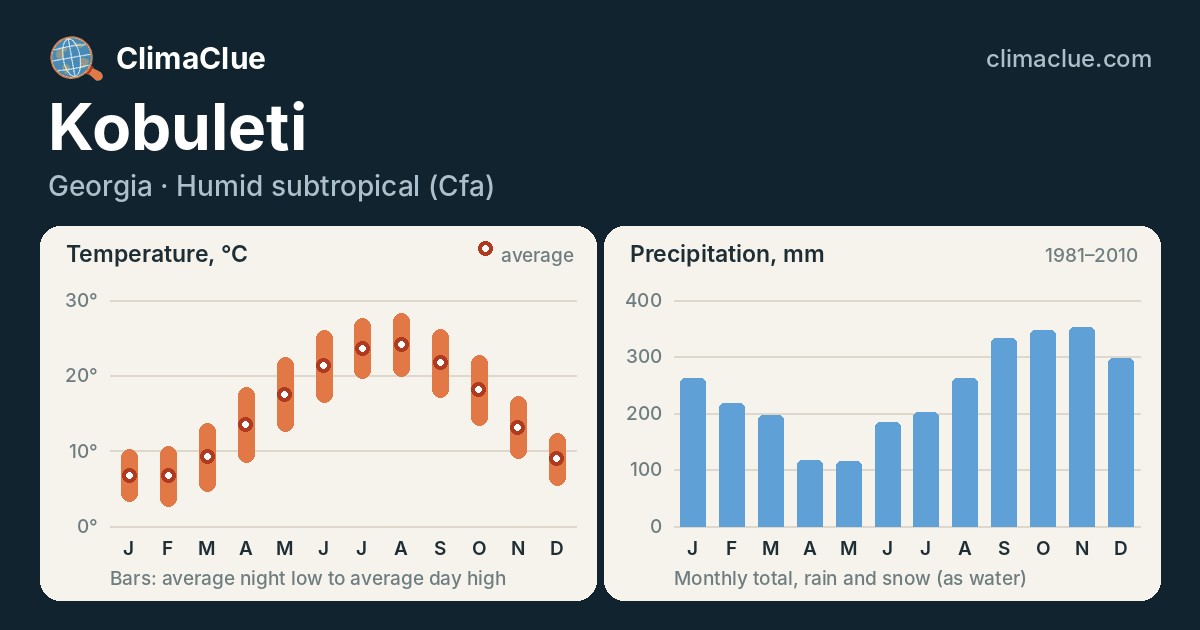 ClimaClue
climaclue.com
Kobuleti
Georgia · Humid subtropical (Cfa)
Temperature, °C
average
30°
20°
10°
0°
J F M A M J J A S O N D
Bars: average night low to average day high
Precipitation, mm
1981–2010
400
300
200
100
0
J F M A M J J A S O N D
Monthly total, rain and snow (as water)